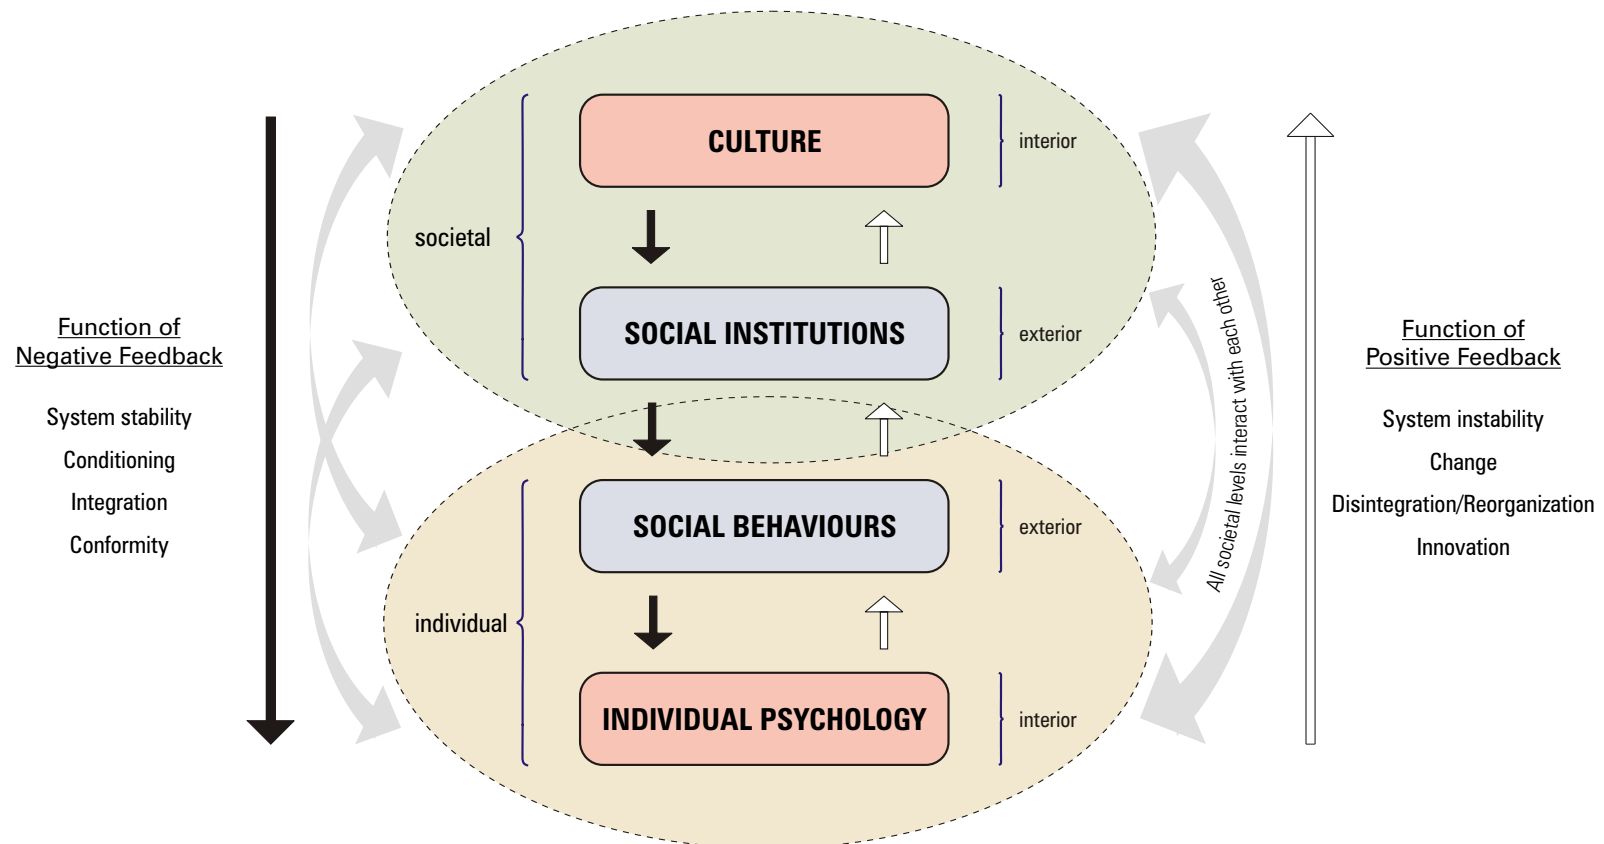 CULTURE
interior
societal
SOCIAL INSTITUTIONS
exterior
Function of
Negative Feedback
System stability
Conditioning
Integration
Conformity
All societal levels interact with each other
Function of
Positive Feedback
System instability
Change
Disintegration/Reorganization
Innovation
SOCIAL BEHAVIOURS
exterior
individual
INDIVIDUAL PSYCHOLOGY
interior